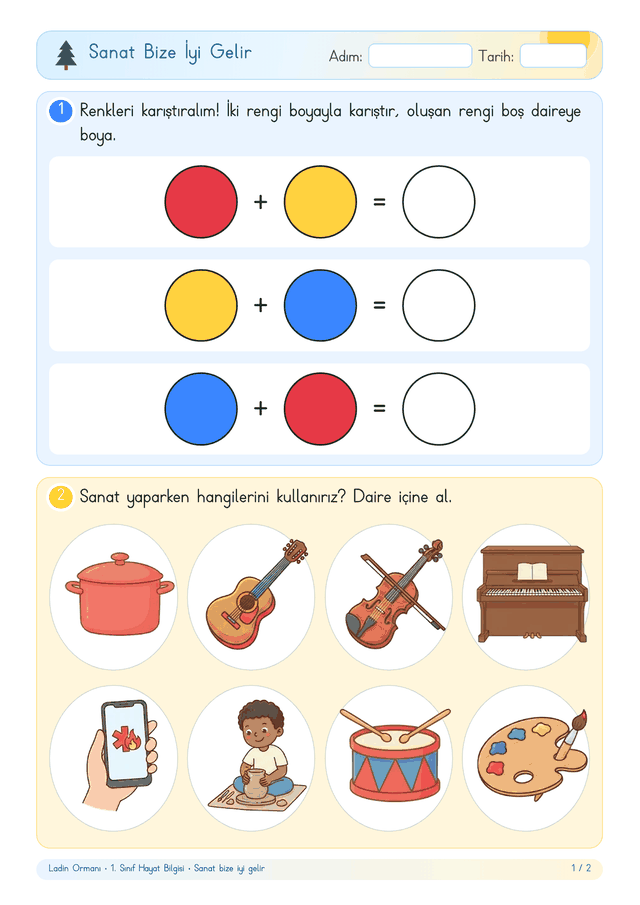 Sanat Bize İyi Gelir
Adım:
Tarih:
1 Renkleri karıştıralım! İki rengi boyayla karıştır, oluşan rengi boş daireye
boya.
+ =
+ =
+ =
2 Sanat yaparken hangilerini kullanırız? Daire içine al.
Ladin Ormanı • 1. Sınıf Hayat Bilgisi • Sanat bize iyi gelir
1 / 2